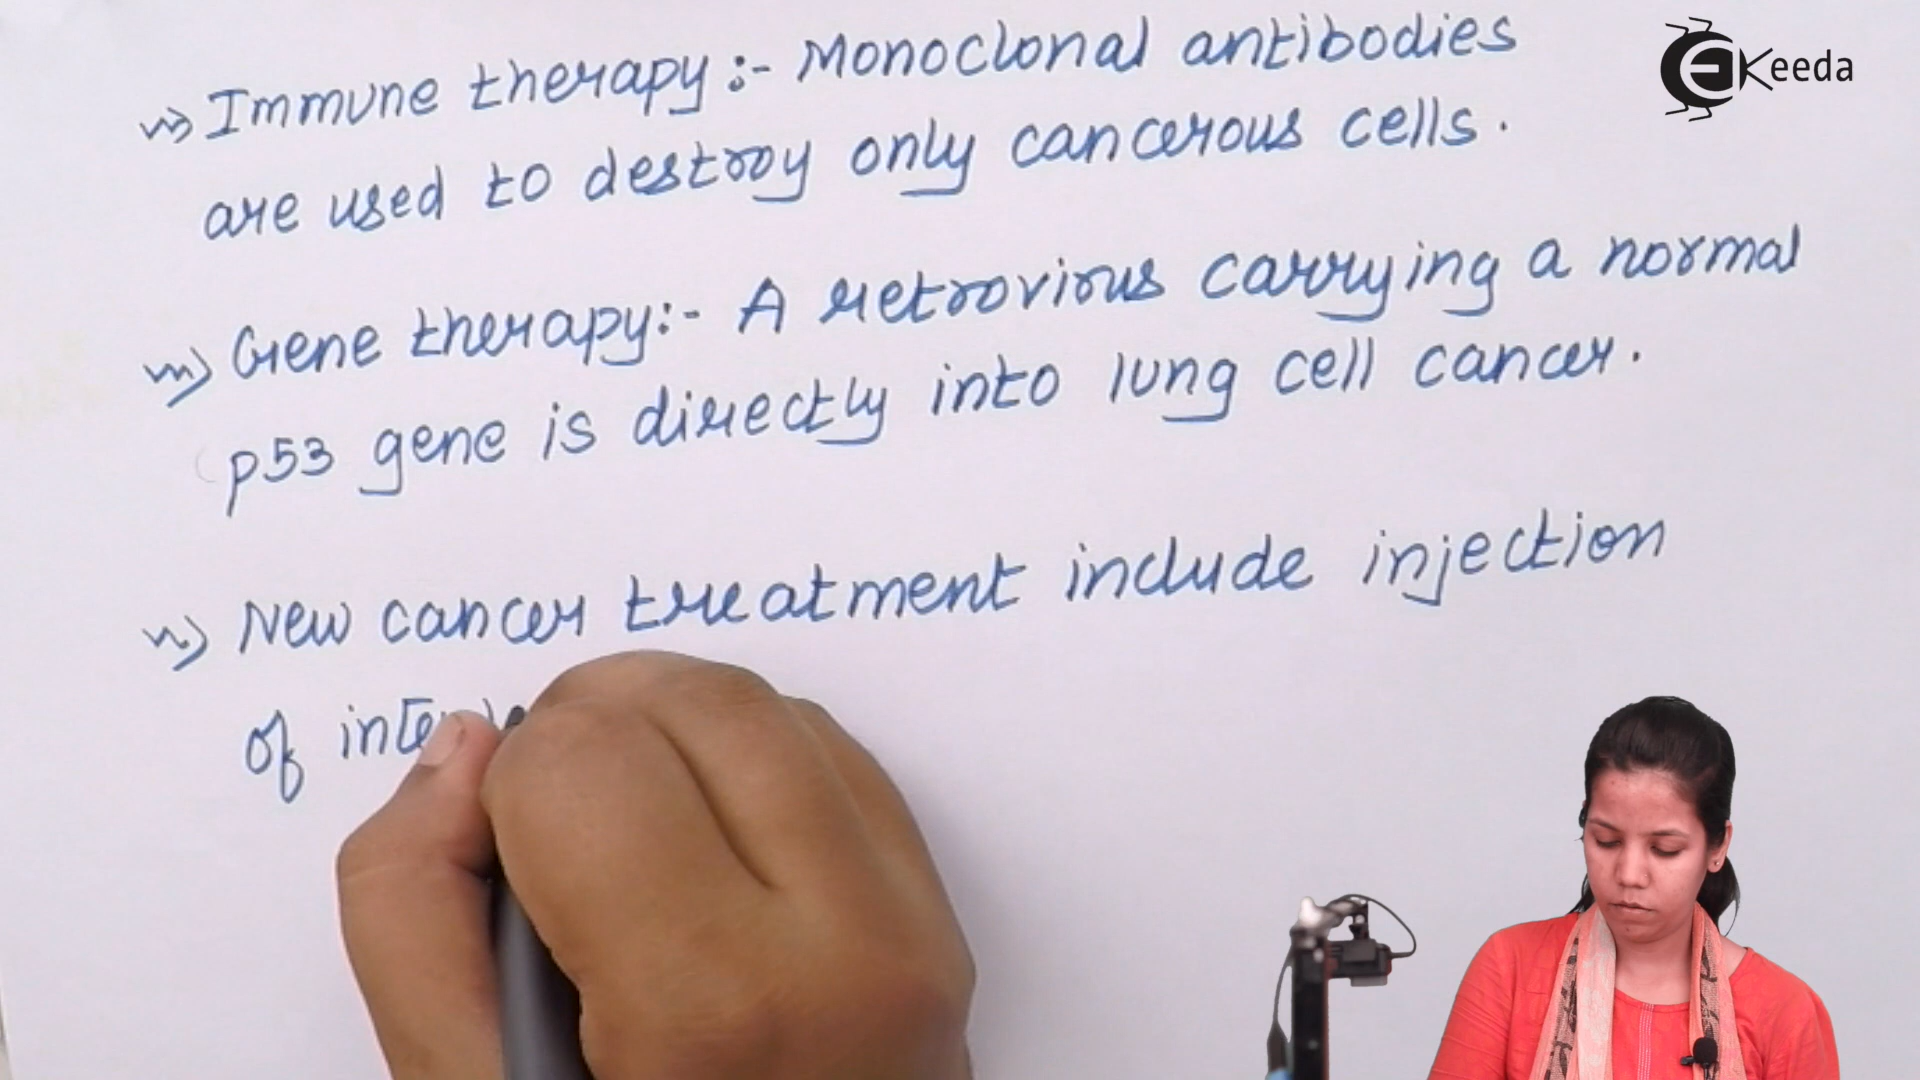 Immune therapy :- Monoclonal antibodies
are used to destroy only cancerous cells.
Gene therapy:- A retrovirus carrying a normal
p53 gene is directly into lung cell cancer.
New cancer treatment include injection
of
EKeeda